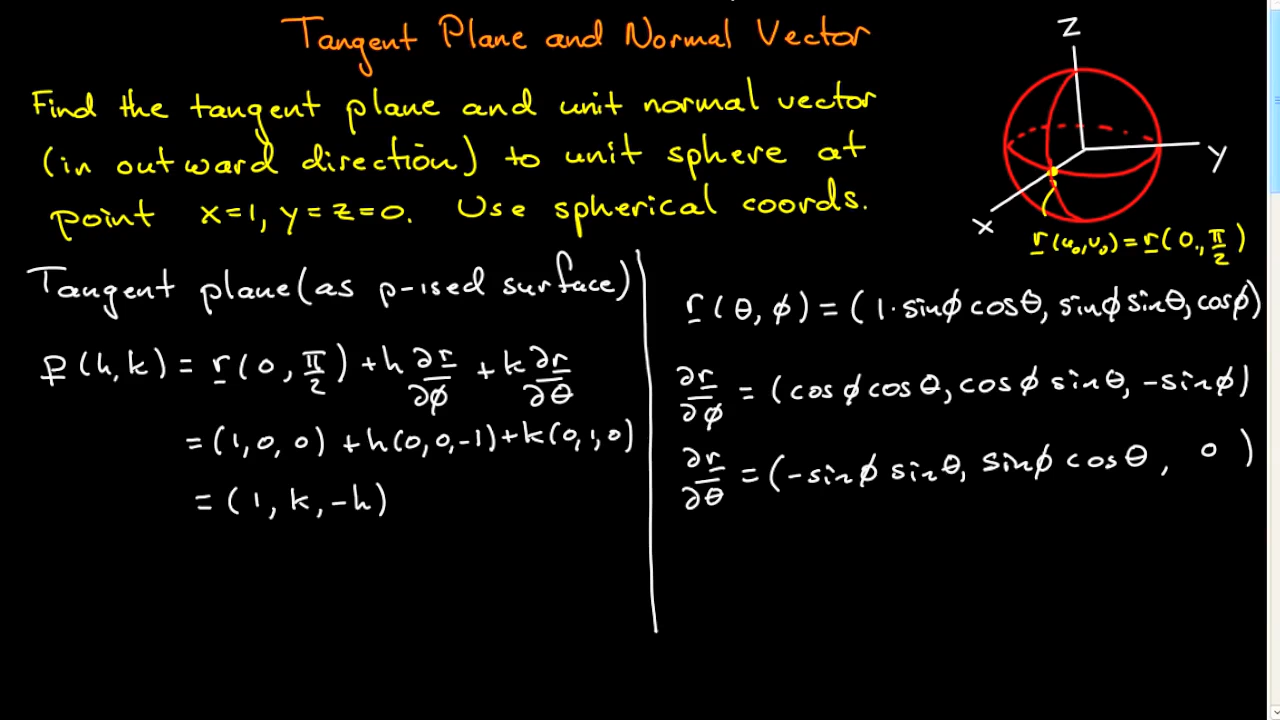 Tangent Plane and Normal Vector
Find the tangent plane and unit normal vector
(in outward direction) to unit sphere at
point x=1, y=z=0. Use spherical coords.
Z
Y
X
r(u₀,v₀)=r(0,π/2)
Tangent plane (as p-ised surface)
p(h,k) = r(0,π/2) + h ∂r/∂φ + k ∂r/∂θ
= (1,0,0) + h(0,0,-1) + k(0,1,0)
= (1, k, -h)
r(θ,φ) = (1·sinφ cosθ, sinφ sinθ, cosφ)
∂r/∂φ = (cosφ cosθ, cosφ sinθ, -sinφ)
∂r/∂θ = (-sinφ sinθ, sinφ cosθ, 0)